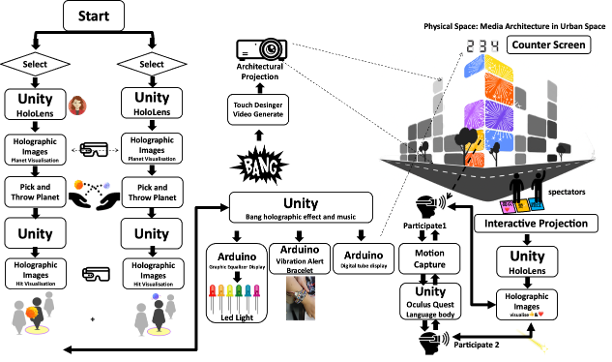 Start
Select
Select
Unity
HoloLens
Unity
HoloLens
Holographic
Images
Planet Visualisation
Holographic
Images
Planet Visualisation
Pick and
Throw Planet
Pick and
Throw Planet
Unity
Unity
Holographic
Images
Hit Visualisation
Holographic
Images
Hit Visualisation
+
Architectural
Projection
Touch Desinger
Video Generate
BANG
Unity
Bang holographic effect and music
Arduino
Graphic Equalizer Display
Led Light
Arduino
Vibration Alert
Bracelet
Arduino
Digital tube display
Physical Space: Media Architecture in Urban Space
234
Counter Screen
spectators
Participate1
Motion
Capture
Unity
Oculus Quest
Language body
Participate 2
Interactive Projection
Unity
HoloLens
Holographic
Images
visualise &